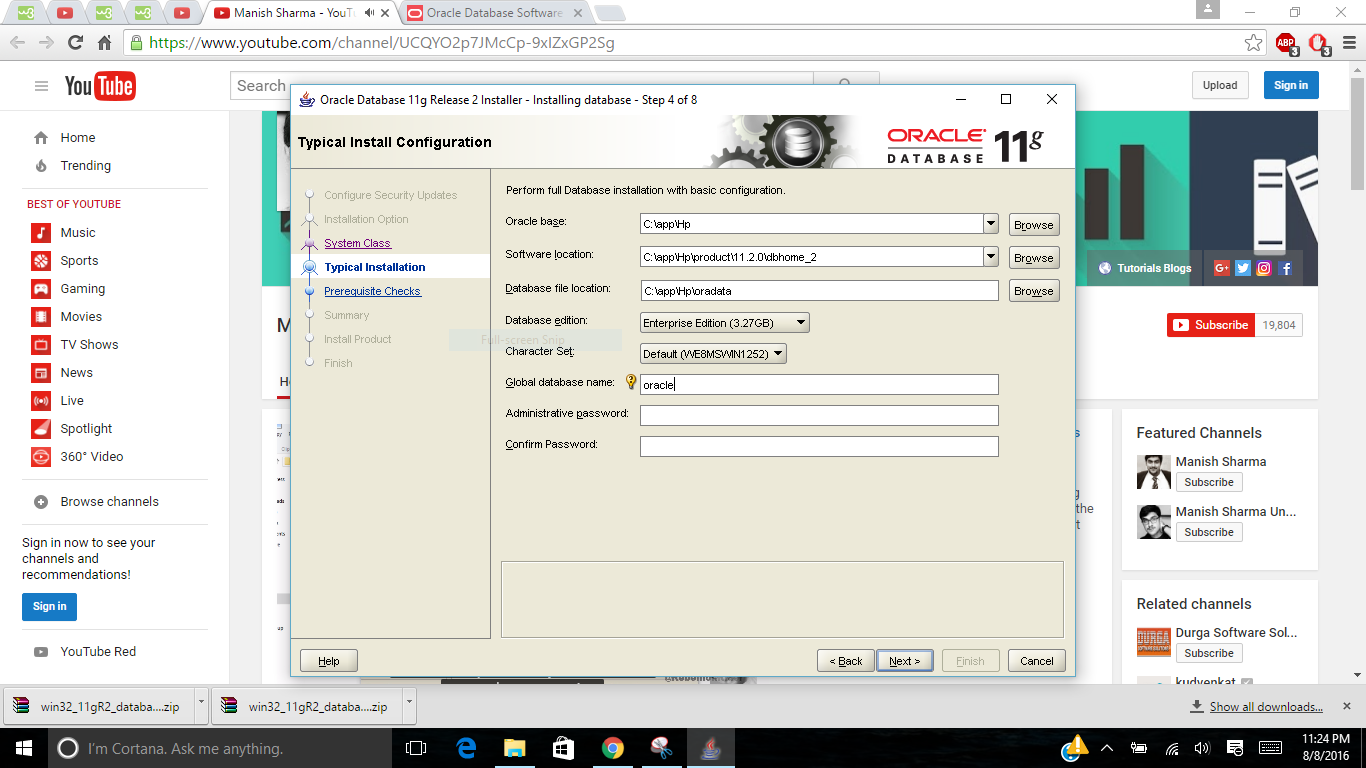 Manish Sharma - YouTu
Oracle Database Software
https://www.youtube.com/channel/UCQYO2p7JMcCp-9xIZxGP2Sg
ABP
3
3
YouTube
Search
Upload
Sign in
Home
Trending
BEST OF YOUTUBE
Music
Sports
Gaming
Movies
TV Shows
News
Live
Spotlight
360° Video
Browse channels
Sign in now to see your
channels and
recommendations!
Sign in
YouTube Red
Oracle Database 11g Release 2 Installer - Installing database - Step 4 of 8
Typical Install Configuration
ORACLE
DATABASE 11g
Configure Security Updates
Installation Option
System Class
Typical Installation
Prerequisite Checks
Summary
Install Product
Finish
Full-screen Snip
Perform full Database installation with basic configuration.
Oracle base:
C:\app\Hp
Browse
Software location:
C:\app\Hp\product\11.2.0\dbhome_2
Browse
Database file location:
C:\app\Hp\oradata
Browse
Database edition:
Enterprise Edition (3.27GB)
Character Set:
Default (WE8MSWIN1252)
Global database name:
oracle
Administrative password:
Confirm Password:
Help
< Back
Next >
Finish
Cancel
Tutorials Blogs
Subscribe
19,804
Featured Channels
Manish Sharma
Subscribe
Manish Sharma Un...
Subscribe
Related channels
DURGA
Durga Software Sol...
Subscribe
kudvenkat
win32_11gR2_databa....zip
win32_11gR2_databa....zip
Show all downloads...
I'm Cortana. Ask me anything.
11:24 PM
8/8/2016